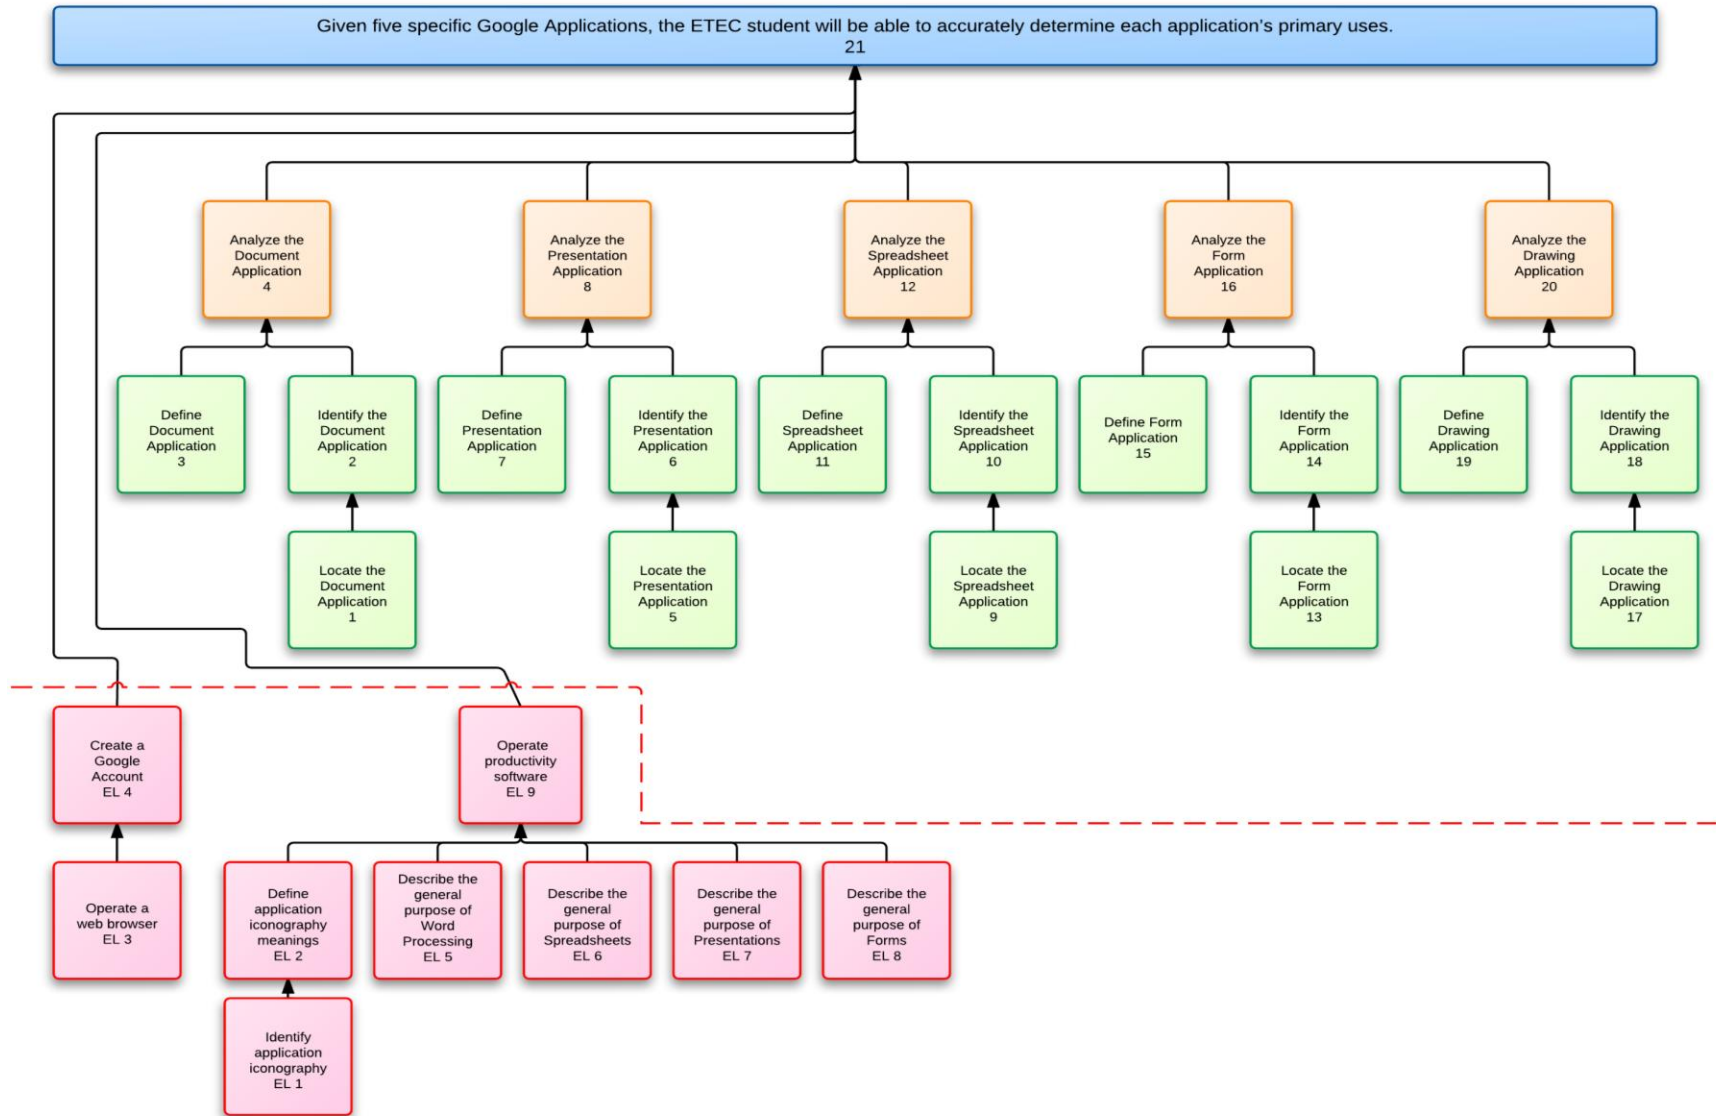 Given five specific Google Applications, the ETEC student will be able to accurately determine each application's primary uses.
21
Analyze the
Document
Application
4
Analyze the
Presentation
Application
8
Analyze the
Spreadsheet
Application
12
Analyze the
Form
Application
16
Analyze the
Drawing
Application
20
Define
Document
Application
3
Identify the
Document
Application
2
Define
Presentation
Application
7
Identify the
Presentation
Application
6
Define
Spreadsheet
Application
11
Identify the
Spreadsheet
Application
10
Define Form
Application
15
Identify the
Form
Application
14
Define
Drawing
Application
19
Identify the
Drawing
Application
18
Locate the
Document
Application
1
Locate the
Presentation
Application
5
Locate the
Spreadsheet
Application
9
Locate the
Form
Application
13
Locate the
Drawing
Application
17
Create a
Google
Account
EL 4
Operate
productivity
software
EL 9
Operate a
web browser
EL 3
Define
application
iconography
meanings
EL 2
Describe the
general
purpose of
Word
Processing
EL 5
Describe the
general
purpose of
Spreadsheets
EL 6
Describe the
general
purpose of
Presentations
EL 7
Describe the
general
purpose of
Forms
EL 8
Identify
application
iconography
EL 1